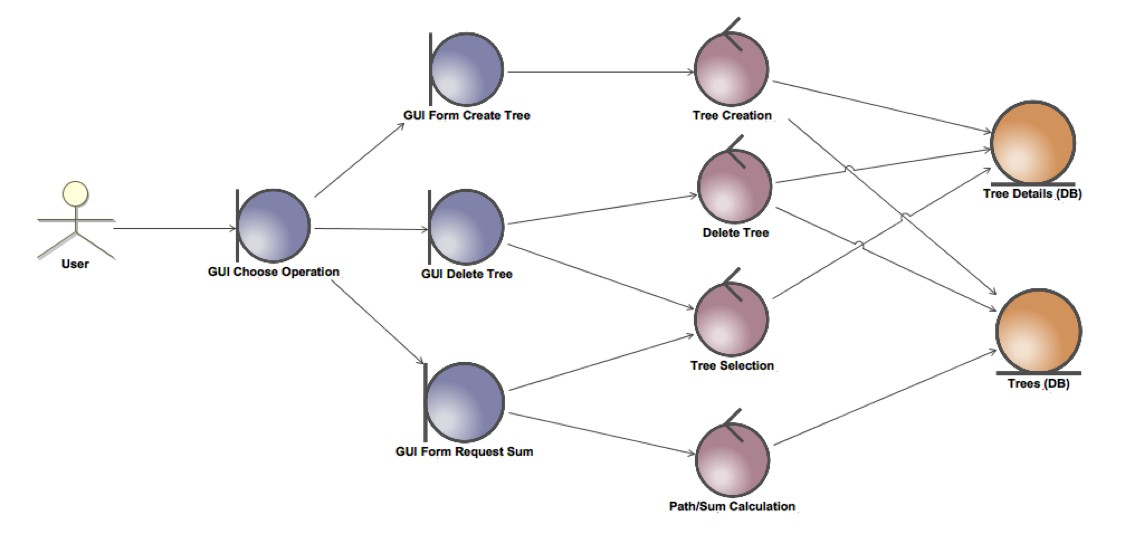 GUI Form Create Tree
Tree Creation
Tree Details (DB)
Delete Tree
User
GUI Choose Operation
GUI Delete Tree
Tree Selection
Trees (DB)
GUI Form Request Sum
Path/Sum Calculation